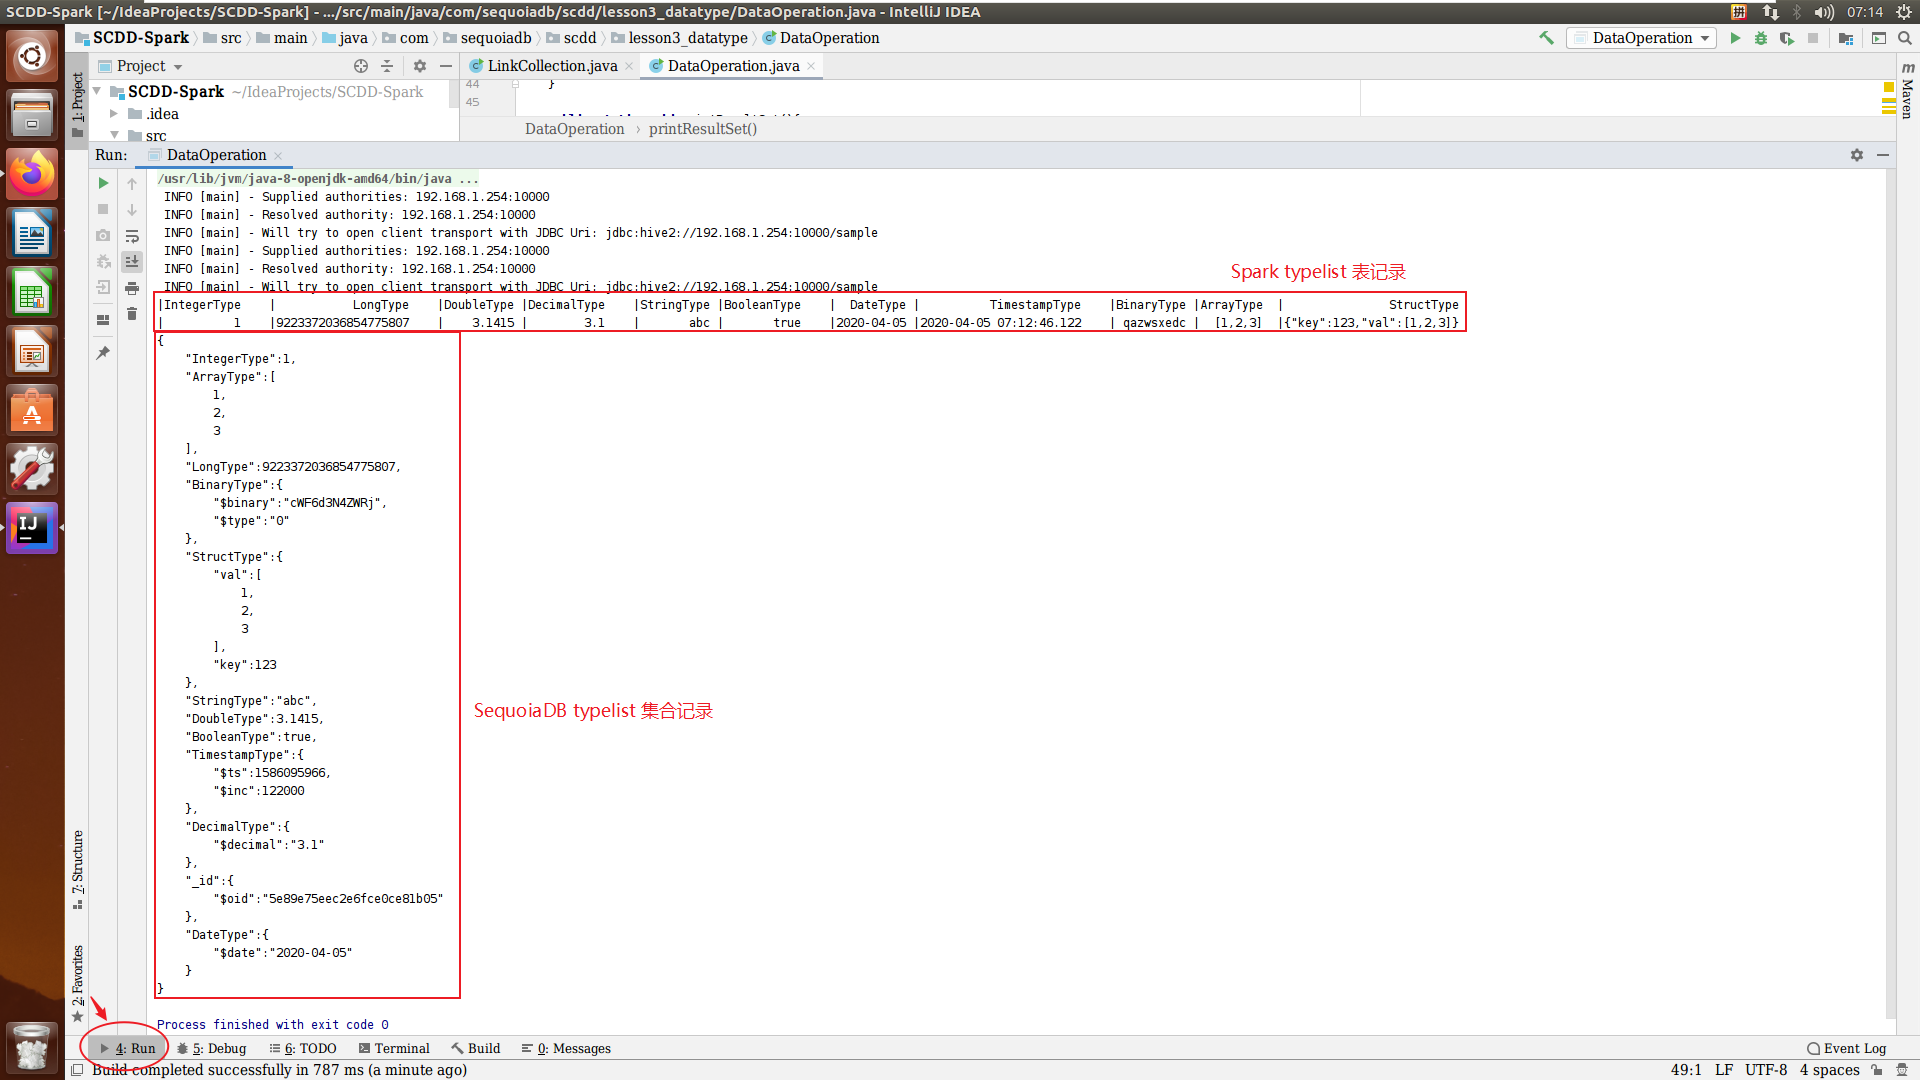 SCDD-Spark [~/IdeaProjects/SCDD-Spark] - .../src/main/java/com/sequoiadb/scdd/lesson3_datatype/DataOperation.java - IntelliJ IDEA
拼 07:14
SCDD-Spark src main java com sequoiadb scdd lesson3_datatype DataOperation
DataOperation
Project
LinkCollection.java
DataOperation.java
1: Project
Maven
SCDD-Spark ~/IdeaProjects/SCDD-Spark
.idea
src
44 }
45
DataOperation › printResultSet()
Run: DataOperation
/usr/lib/jvm/java-8-openjdk-amd64/bin/java ...
INFO [main] - Supplied authorities: 192.168.1.254:10000
INFO [main] - Resolved authority: 192.168.1.254:10000
INFO [main] - Will try to open client transport with JDBC Uri: jdbc:hive2://192.168.1.254:10000/sample
INFO [main] - Supplied authorities: 192.168.1.254:10000
INFO [main] - Resolved authority: 192.168.1.254:10000
INFO [main] - Will try to open client transport with JDBC Uri: jdbc:hive2://192.168.1.254:10000/sample
Spark typelist 表记录
|IntegerType | LongType |DoubleType |DecimalType |StringType |BooleanType | DateType | TimestampType |BinaryType |ArrayType | StructType
| 1 |9223372036854775807 | 3.1415 | 3.1 | abc | true |2020-04-05 |2020-04-05 07:12:46.122 | qazwsxedc | [1,2,3] |{"key":123,"val":[1,2,3]}
{
"IntegerType":1,
"ArrayType":[
1,
2,
3
],
"LongType":9223372036854775807,
"BinaryType":{
"$binary":"cWF6d3N4ZWRj",
"$type":"0"
},
"StructType":{
"val":[
1,
2,
3
],
"key":123
},
"StringType":"abc",
"DoubleType":3.1415,
"BooleanType":true,
"TimestampType":{
"$ts":1586095966,
"$inc":122000
},
"DecimalType":{
"$decimal":"3.1"
},
"_id":{
"$oid":"5e89e75eec2e6fce0ce81b05"
},
"DateType":{
"$date":"2020-04-05"
}
}
SequoiaDB typelist 集合记录
Process finished with exit code 0
7: Structure
2: Favorites
4: Run 5: Debug 6: TODO Terminal Build 0: Messages Event Log
Build completed successfully in 787 ms (a minute ago) 49:1 LF UTF-8 4 spaces